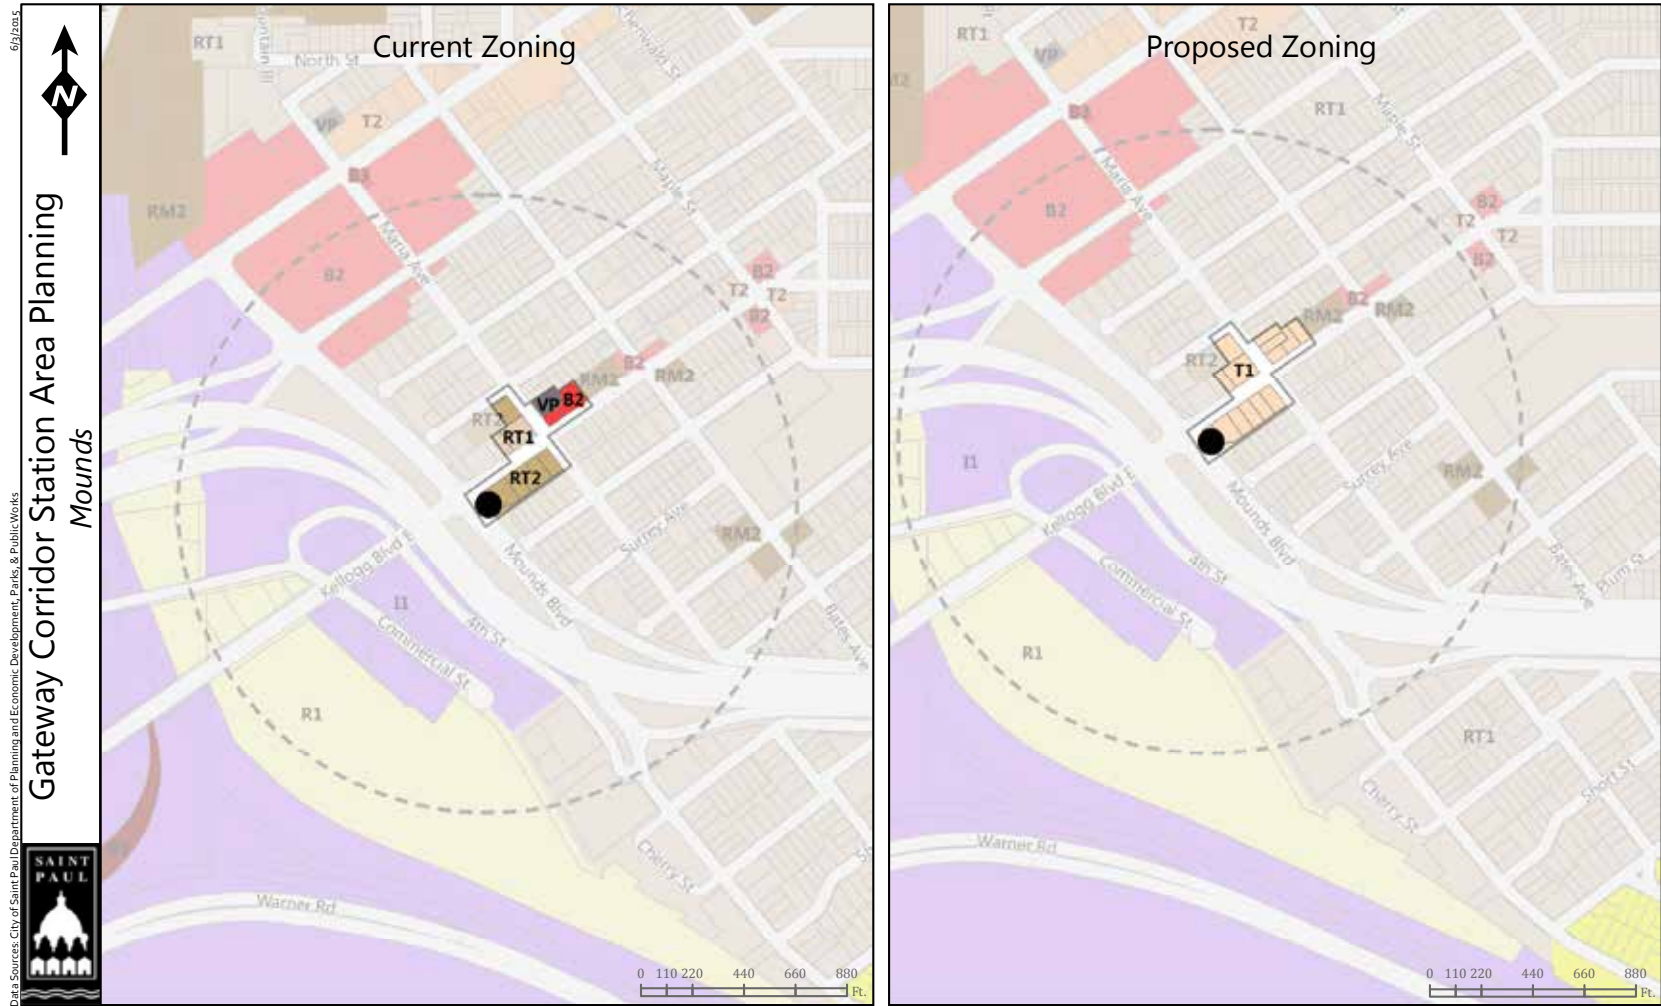 6/3/2015
Gateway Corridor Station Area Planning
Mounds
Data Sources: City of Saint Paul Department of Planning and Economic Development, Parks, & Public Works
N
SAINT
PAUL
Current Zoning
RT1
North St
VP
T2
B3
RM2
Maple St
B2
Maria Ave
B2
T2
T2
B2
B2
RM2
RM2
VP
B2
RT2
RT1
RT2
Surrey Ave
RM2
Mounds Blvd
Kellogg Blvd E
I1
4th St
Commercial St
Bates Ave
R1
Cherry St
Warner Rd
0 110 220 440 660 880
Ft.
Proposed Zoning
RT1
T2
VP
B3
RT1
Maple St
Maria Ave
B2
B2
T2
T2
B2
B2
RM2
RM2
RT2
T1
I1
Surrey Ave
RM2
Kellogg Blvd E
Mounds Blvd
4th St
Commercial St
Bates Ave
Plum St
R1
RT1
Short St
Cherry St
Warner Rd
0 110 220 440 660 880
Ft.